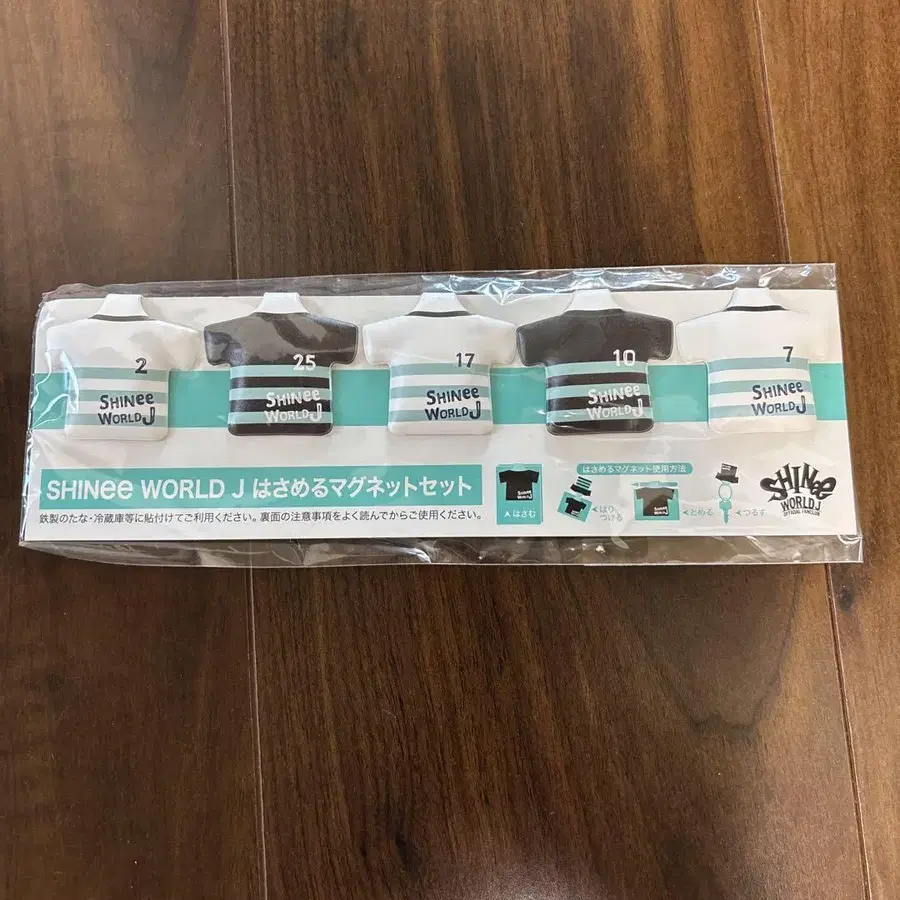 2
SHINee
WORLD J
25
SHINee
WORLD J
17
SHINee
WORLD J
10
SHINee
WORLD J
7
SHINee
WORLD J
SHINee WORLD J はさめるマグネットセット
鉄製のたな・冷蔵庫等に貼付けてご利用ください。裏面の注意事項をよく読んでからご使用ください。
はさめるマグネット使用方法
SHINee
WORLD J
はさむ
はりつける
とめる
つるす
SHINee
WORLD J
OFFICIAL FANCLUB